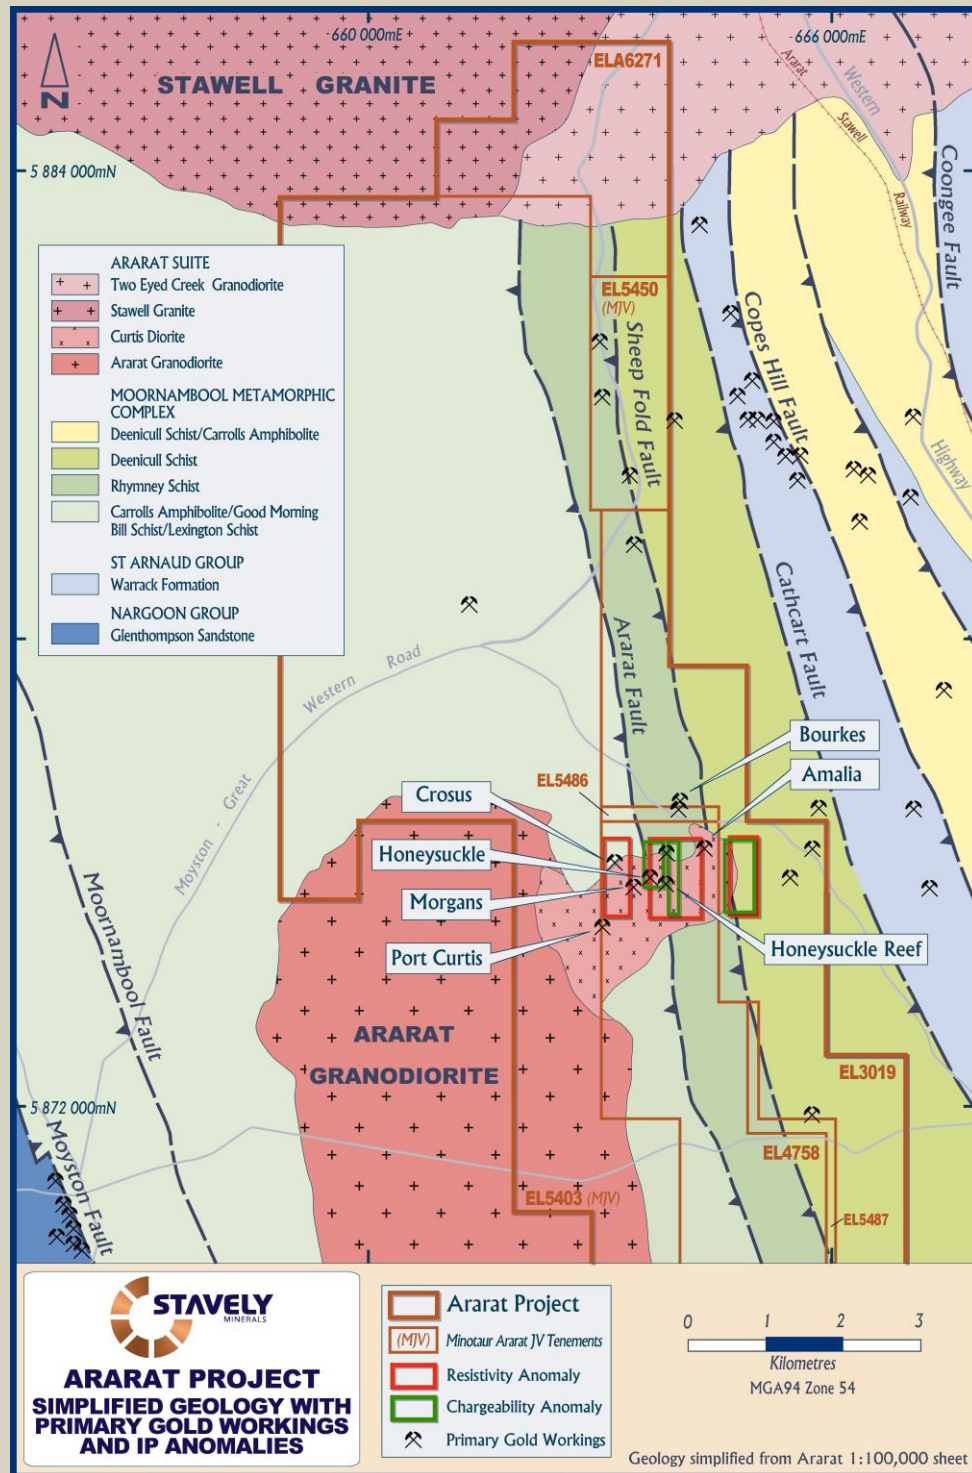 660 000mE
666 000mE
N
STAWELL GRANITE
ELA6271
Ararat
Stawell
Railway
Western
Highway
5 884 000mN
Coongee Fault
ARARAT SUITE
Two Eyed Creek Granodiorite
Stawell Granite
Curtis Diorite
Ararat Granodiorite
MOORNAMBOOL METAMORPHIC
COMPLEX
Deenicull Schist/Carrolls Amphibolite
Deenicull Schist
Rhymney Schist
Carrolls Amphibolite/Good Morning
Bill Schist/Lexington Schist
ST ARNAUD GROUP
Warrack Formation
NARGOON GROUP
Glenthompson Sandstone
EL5450
(MJV)
Sheep Fold Fault
Copes Hill Fault
Cathcart Fault
Ararat Fault
Moyston - Great
Western Road
Bourkes
Amalia
EL5486
Crosus
Honeysuckle
Morgans
Port Curtis
Honeysuckle Reef
Moornambool Fault
ARARAT
GRANODIORITE
EL3019
5 872 000mN
Moyston Fault
EL4758
EL5403 (MJV)
EL5487
STAVELY
MINERALS
ARARAT PROJECT
SIMPLIFIED GEOLOGY WITH
PRIMARY GOLD WORKINGS
AND IP ANOMALIES
Ararat Project
(MJV) Minotaur Ararat JV Tenements
Resistivity Anomaly
Chargeability Anomaly
Primary Gold Workings
0 1 2 3
Kilometres
MGA94 Zone 54
Geology simplified from Ararat 1:100,000 sheet